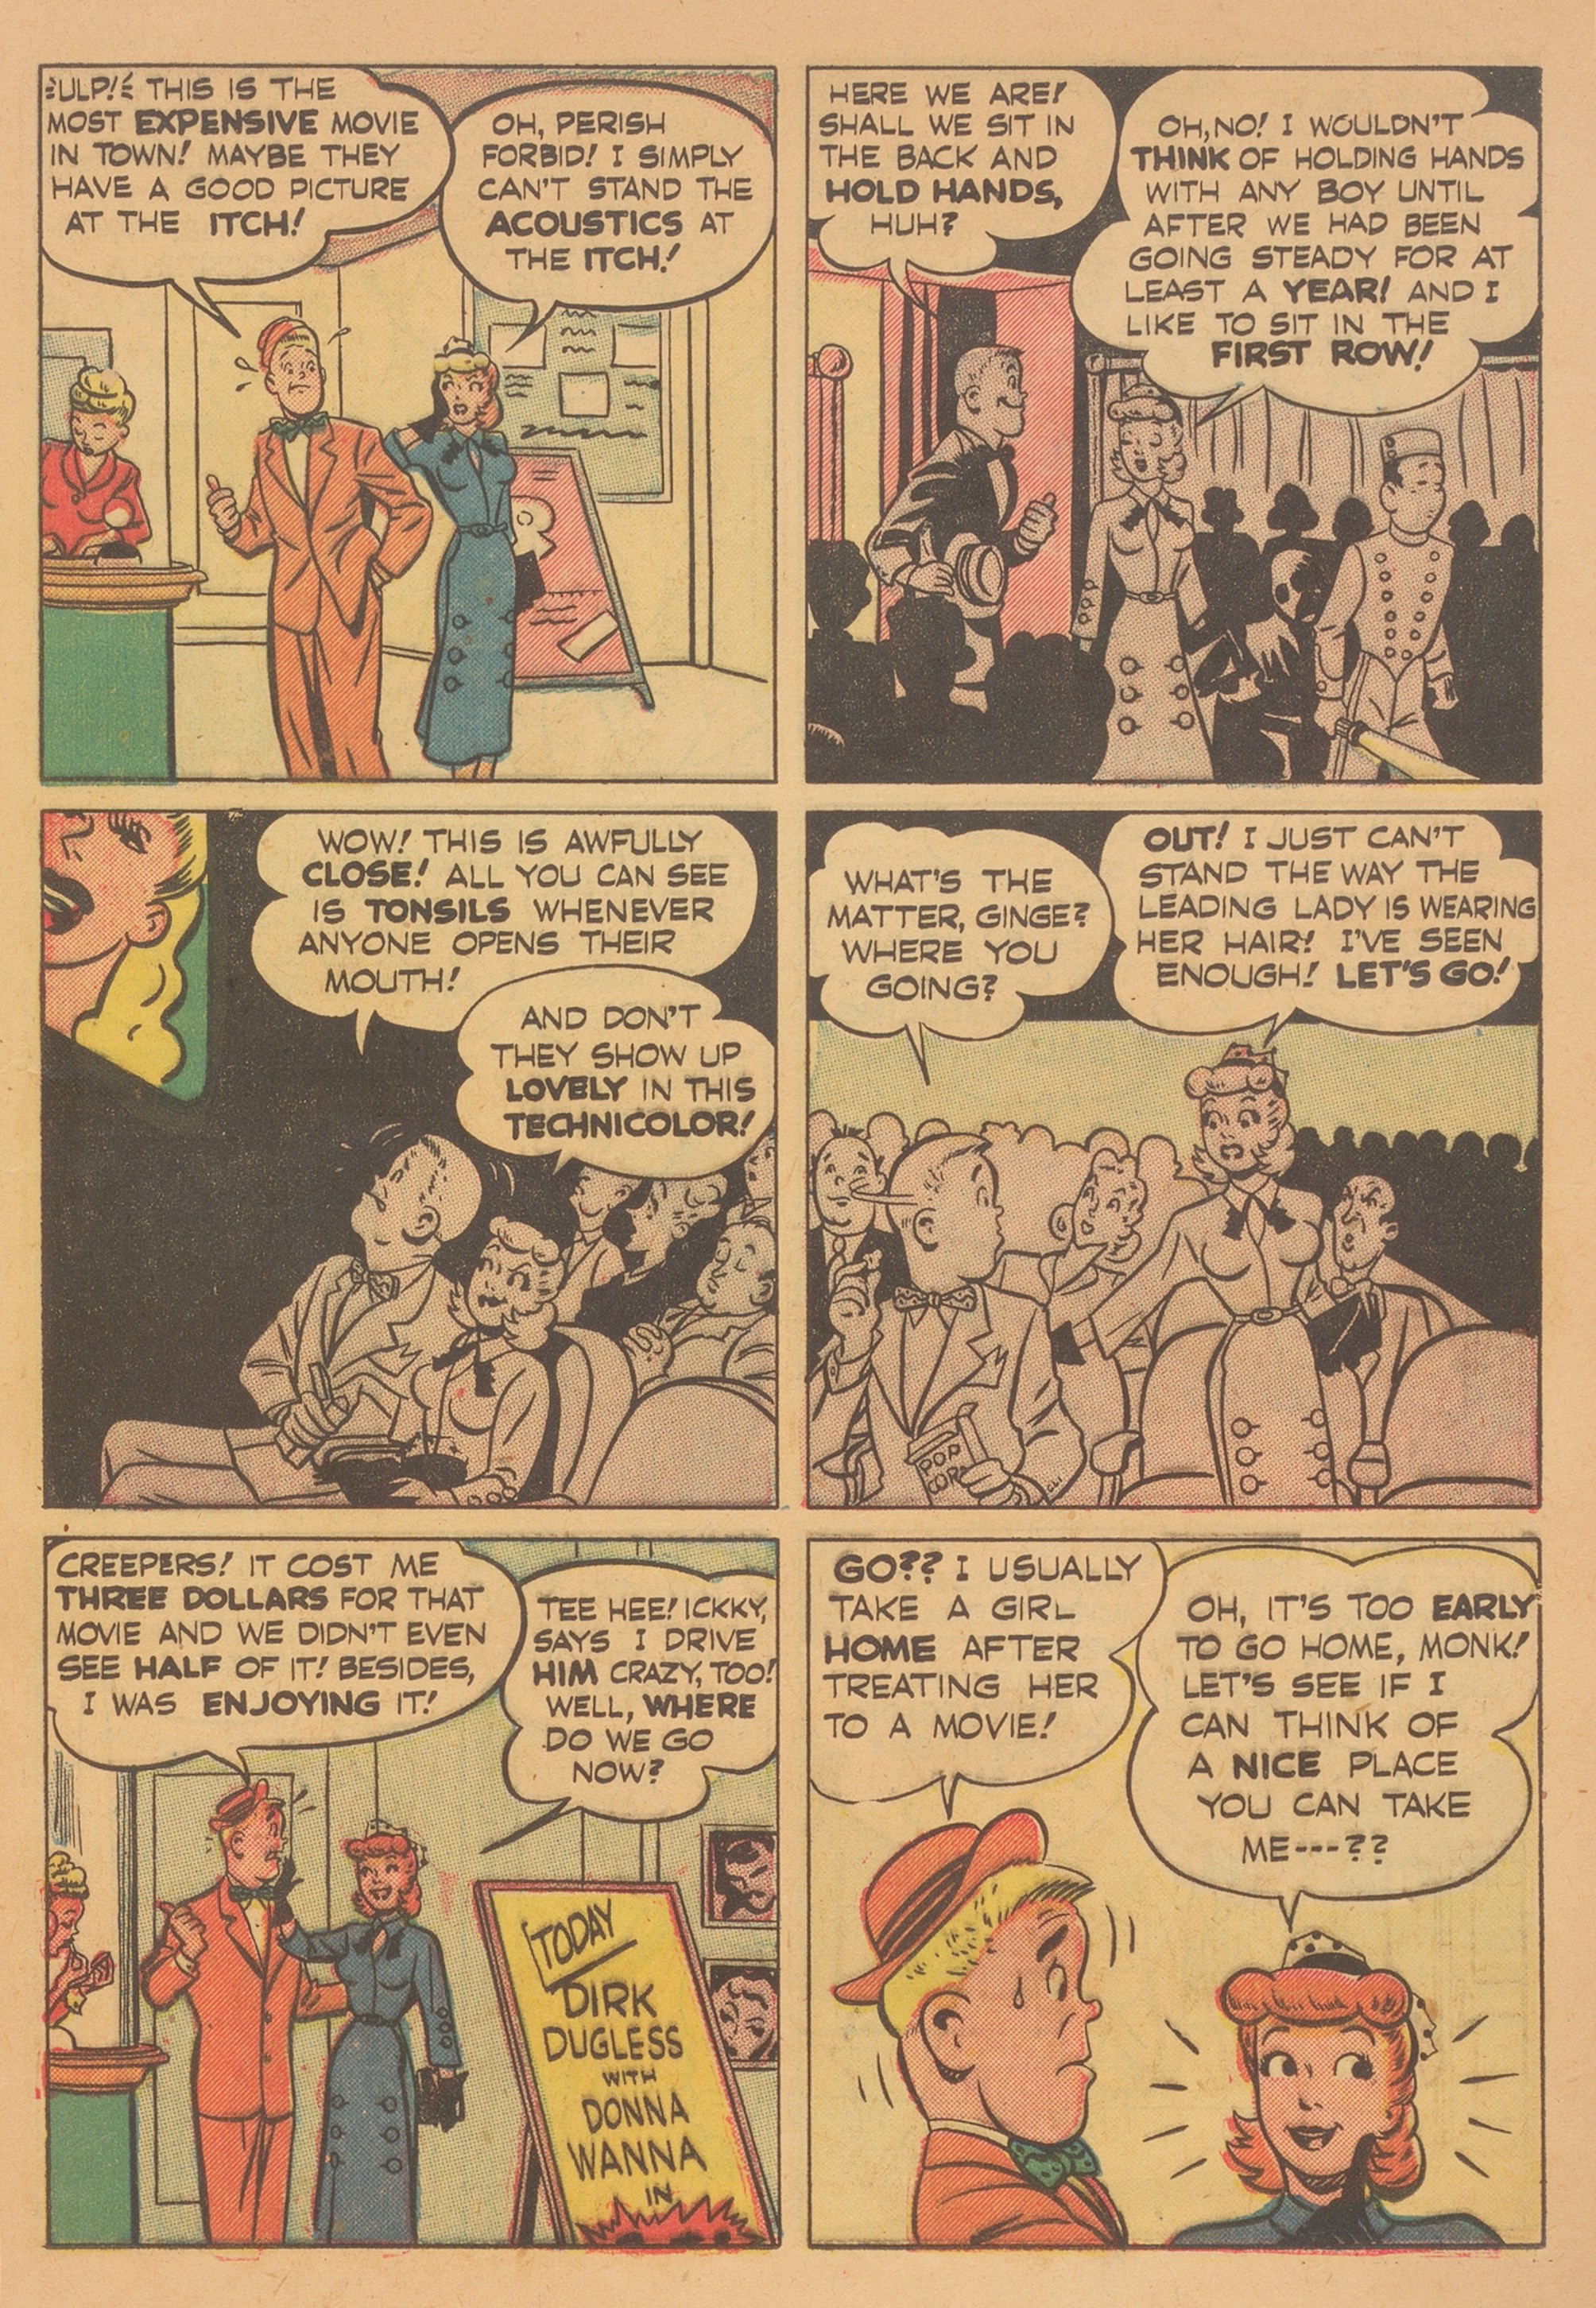 ULP! THIS IS THE
MOST EXPENSIVE MOVIE
IN TOWN! MAYBE THEY
HAVE A GOOD PICTURE
AT THE ITCH!
OH, PERISH
FORBID! I SIMPLY
CAN'T STAND THE
ACOUSTICS AT
THE ITCH!
HERE WE ARE!
SHALL WE SIT IN
THE BACK AND
HOLD HANDS,
HUH?
OH, NO! I WOULDN'T
THINK OF HOLDING HANDS
WITH ANY BOY UNTIL
AFTER WE HAD BEEN
GOING STEADY FOR AT
LEAST A YEAR! AND I
LIKE TO SIT IN THE
FIRST ROW!
WOW! THIS IS AWFULLY
CLOSE! ALL YOU CAN SEE
IS TONSILS WHENEVER
ANYONE OPENS THEIR
MOUTH!
AND DON'T
THEY SHOW UP
LOVELY IN THIS
TECHNICOLOR!
WHAT'S THE
MATTER, GINGE?
WHERE YOU
GOING?
OUT! I JUST CAN'T
STAND THE WAY THE
LEADING LADY IS WEARING
HER HAIR! I'VE SEEN
ENOUGH! LET'S GO!
POP
COR
CREEPERS! IT COST ME
THREE DOLLARS FOR THAT
MOVIE AND WE DIDN'T EVEN
SEE HALF OF IT! BESIDES,
I WAS ENJOYING IT!
TEE HEE! ICKKY,
SAYS I DRIVE
HIM CRAZY, TOO!
WELL, WHERE
DO WE GO
NOW?
TODAY
DIRK
DUGLESS
WITH
DONNA
WANNA
IN
GO?? I USUALLY
TAKE A GIRL
HOME AFTER
TREATING HER
TO A MOVIE!
OH, IT'S TOO EARLY
TO GO HOME, MONK!
LET'S SEE IF I
CAN THINK OF
A NICE PLACE
YOU CAN TAKE
ME---??